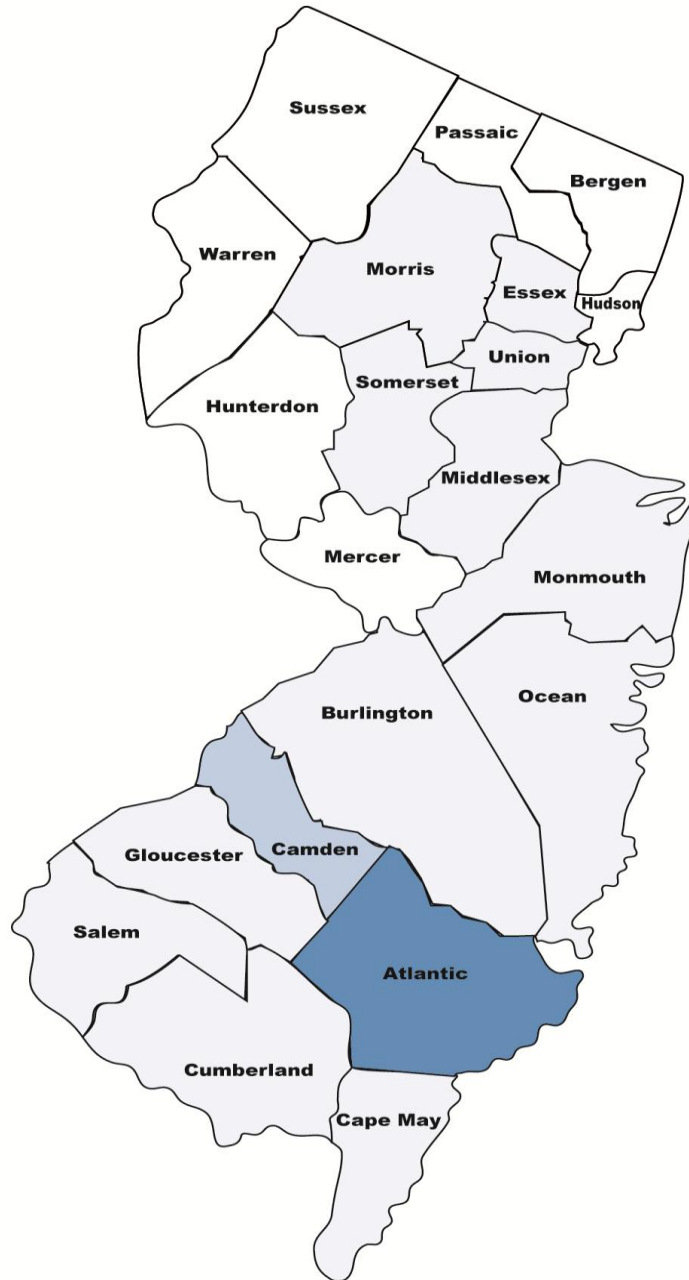 Sussex
Passaic
Bergen
Warren
Morris
Essex
Hudson
Union
Somerset
Hunterdon
Middlesex
Mercer
Monmouth
Ocean
Burlington
Camden
Gloucester
Salem
Atlantic
Cumberland
Cape May